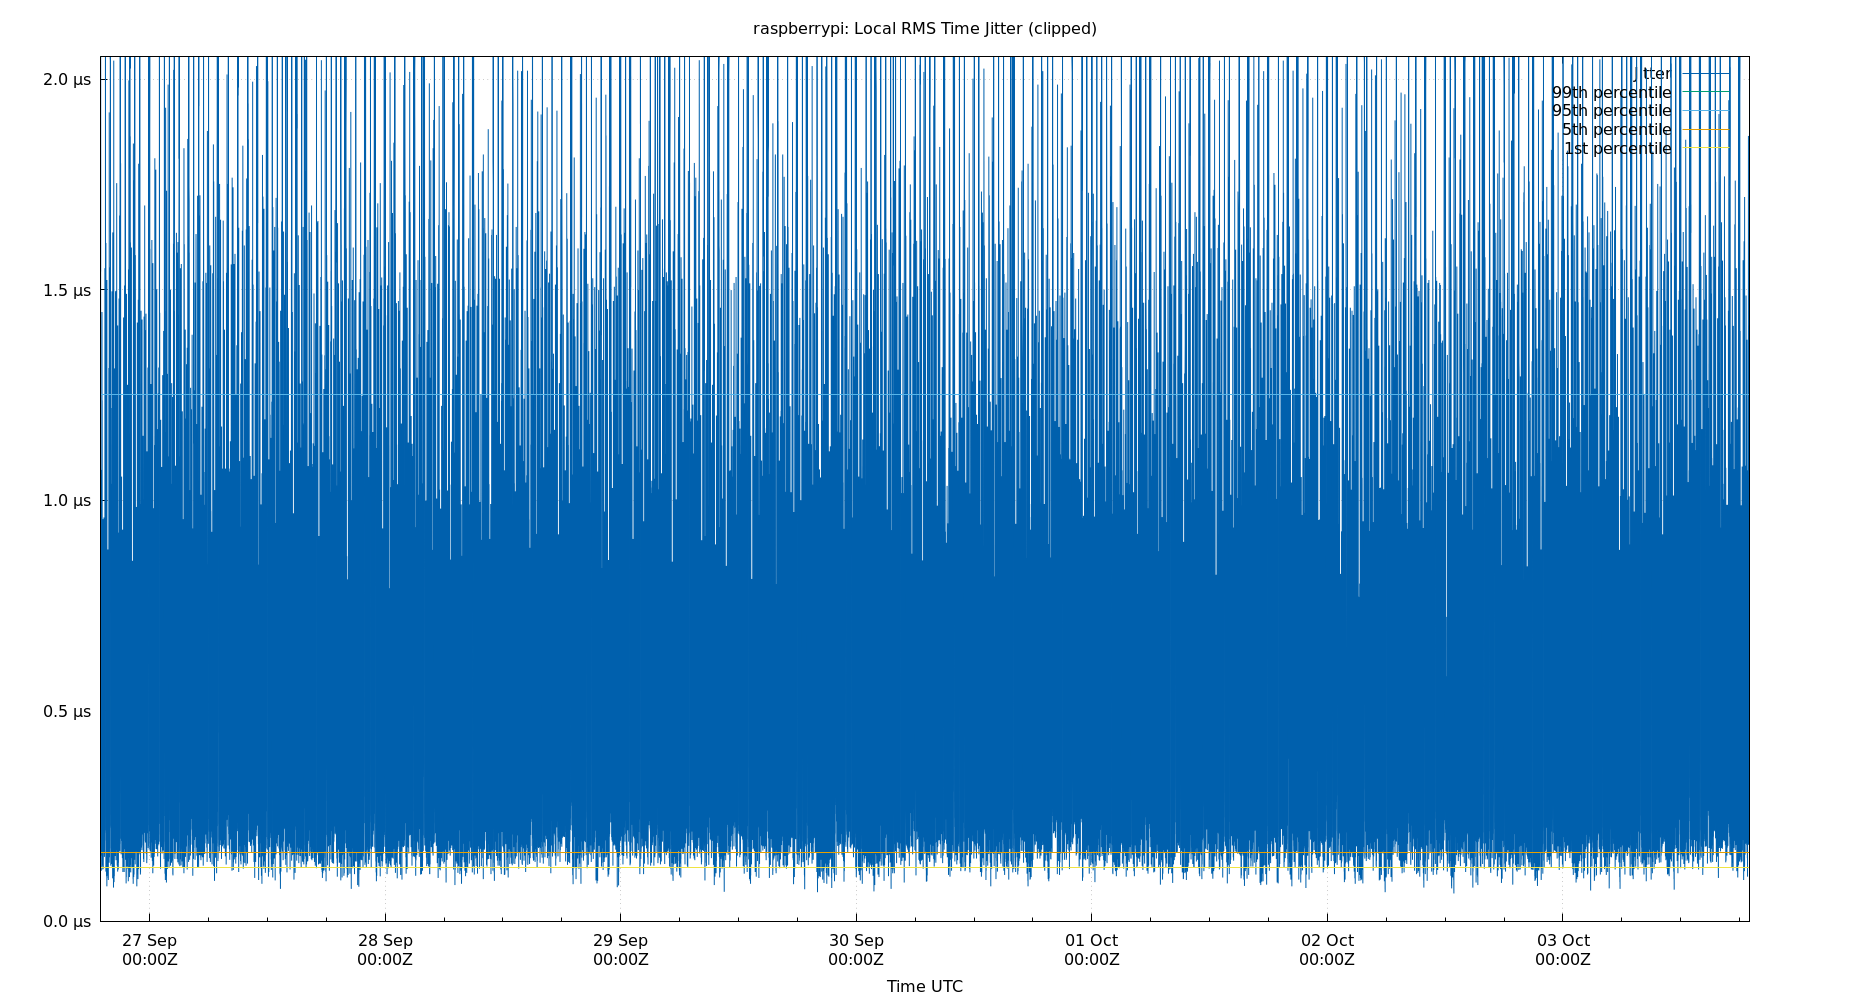 raspberrypi: Local RMS Time Jitter (clipped)
2.0 µs
jitter
99th percentile
95th percentile
5th percentile
1st percentile
1.5 µs
1.0 µs
0.5 µs
0.0 µs
27 Sep 28 Sep 29 Sep 30 Sep 01 Oct 02 Oct 03 Oct
00:00Z 00:00Z 00:00Z 00:00Z 00:00Z 00:00Z 00:00Z
Time UTC